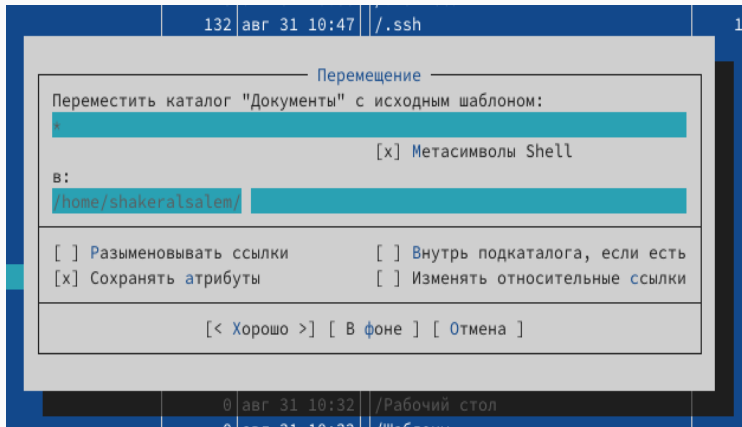 132 авг 31 10:47 /.ssh 1
Перемещение
Переместить каталог "Документы" с исходным шаблоном:
*
[x] Метасимволы Shell
в:
/home/shakeralsalem/
[ ] Разыменовывать ссылки [ ] Внутрь подкаталога, если есть
[x] Сохранять атрибуты [ ] Изменять относительные ссылки
[< Хорошо >] [ В фоне ] [ Отмена ]
0 авг 31 10:32 /Рабочий стол